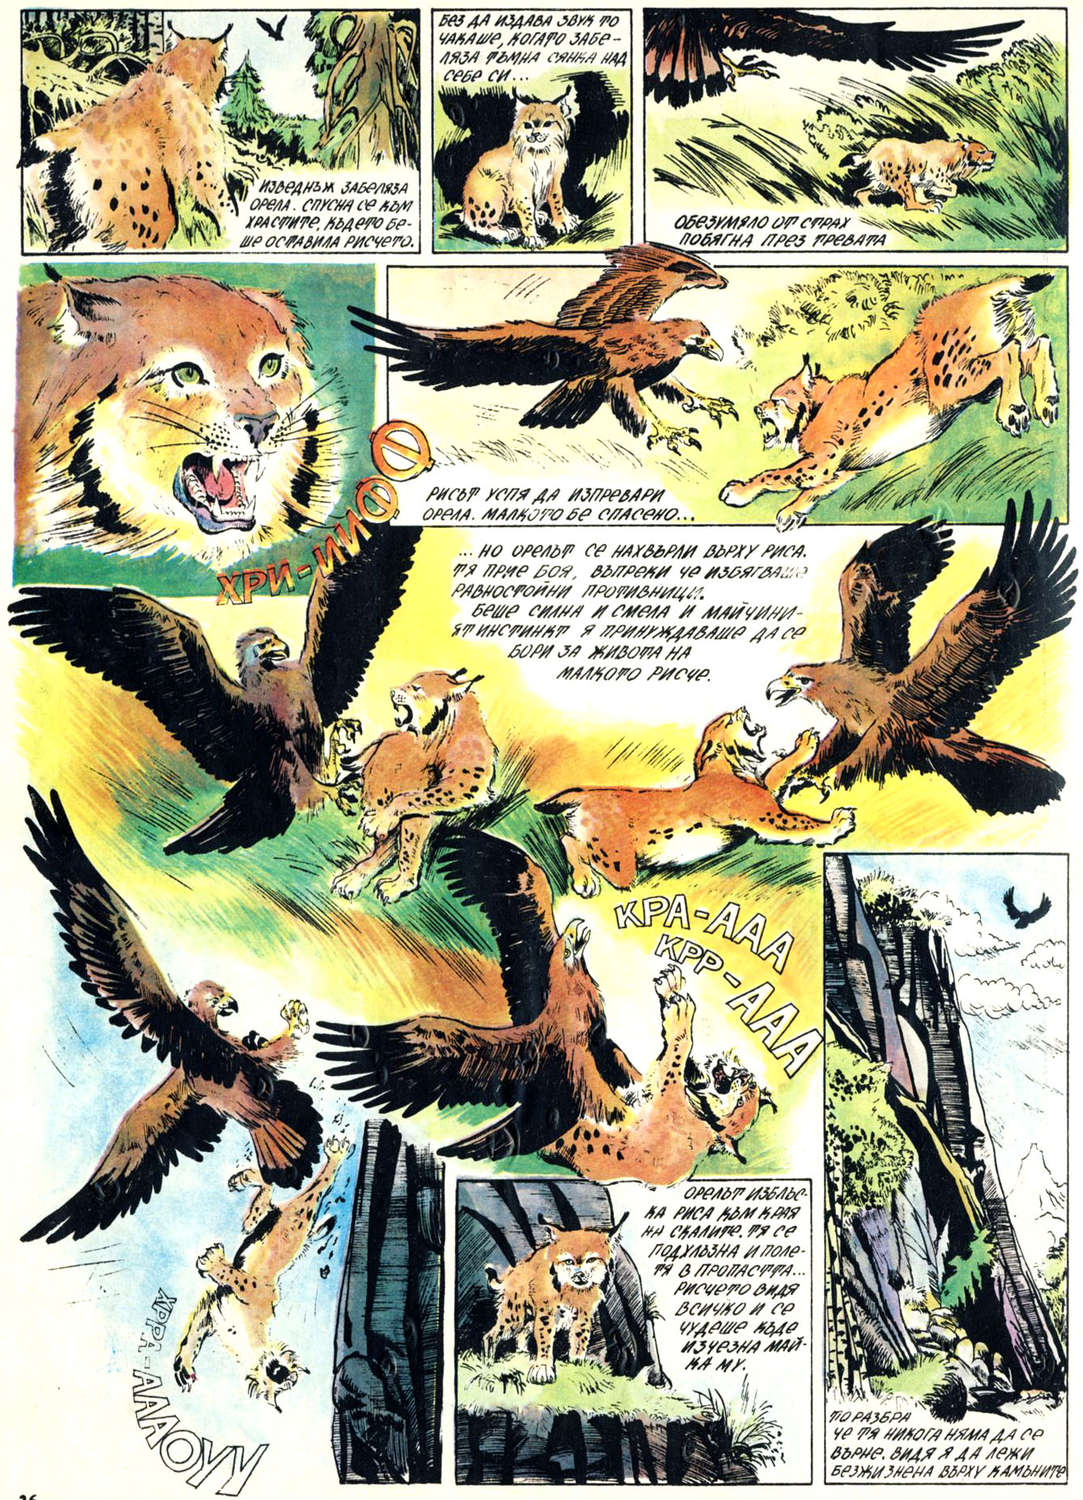 ИЗВЕДНЪЖ ЗАБЕЛЯЗА
ОРЕЛА. СПУСНА СЕ КЪМ
ХРАСТИТЕ, КЪДЕТО БЕ-
ШЕ ОСТАВИЛА РИСЧЕТО.
БЕЗ ДА ИЗДАВА ЗВУК ТО
ЧАКАШЕ, КОГАТО ЗАБЕ-
ЛЯЗА ТЪМНА СЯНКА НАД
СЕБЕ СИ...
ОБЕЗУМЯЛО ОТ СТРАХ
ПОБЯГНА ПРЕЗ ТРЕВАТА
ХРИ-ИИФФФ
РИСЪТ УСПЯ ДА ИЗПРЕВАРИ
ОРЕЛА. МАЛКОТО БЕ СПАСЕНО...
... НО ОРЕЛЪТ СЕ НАХВЪРЛИ ВЪРХУ РИСА.
ТЯ ПРИЕ БОЯ, ВЪПРЕКИ ЧЕ ИЗБЯГВАШЕ
РАВНОСТОЙНИ ПРОТИВНИЦИ.
БЕШЕ СИЛНА И СМЕЛА И МАЙЧИНИ-
ЯТ ИНСТИНКТ Я ПРИНУЖДАВАШЕ ДА СЕ
БОРИ ЗА ЖИВОТА НА
МАЛКОТО РИСЧЕ.
КРА-ААА
КРР-ААА
ХРРА-АААОУУ
ОРЕЛЪТ ИЗБЛЪС-
КА РИСА КЪМ КРАЯ
НА СКАЛИТЕ. ТЯ СЕ
ПОДХЛЪЗНА И ПОЛЕ-
ТЯ В ПРОПАСТТА...
РИСЧЕТО ВИДЯ
ВСИЧКО И СЕ
ЧУДЕШЕ КЪДЕ
ИЗЧЕЗНА МАЙ-
КА МУ.
ТО РАЗБРА
ЧЕ ТЯ НИКОГА НЯМА ДА СЕ
ВЪРНЕ. ВИДЯ Я ДА ЛЕЖИ
БЕЗЖИЗНЕНА ВЪРХУ КАМЪНИТЕ